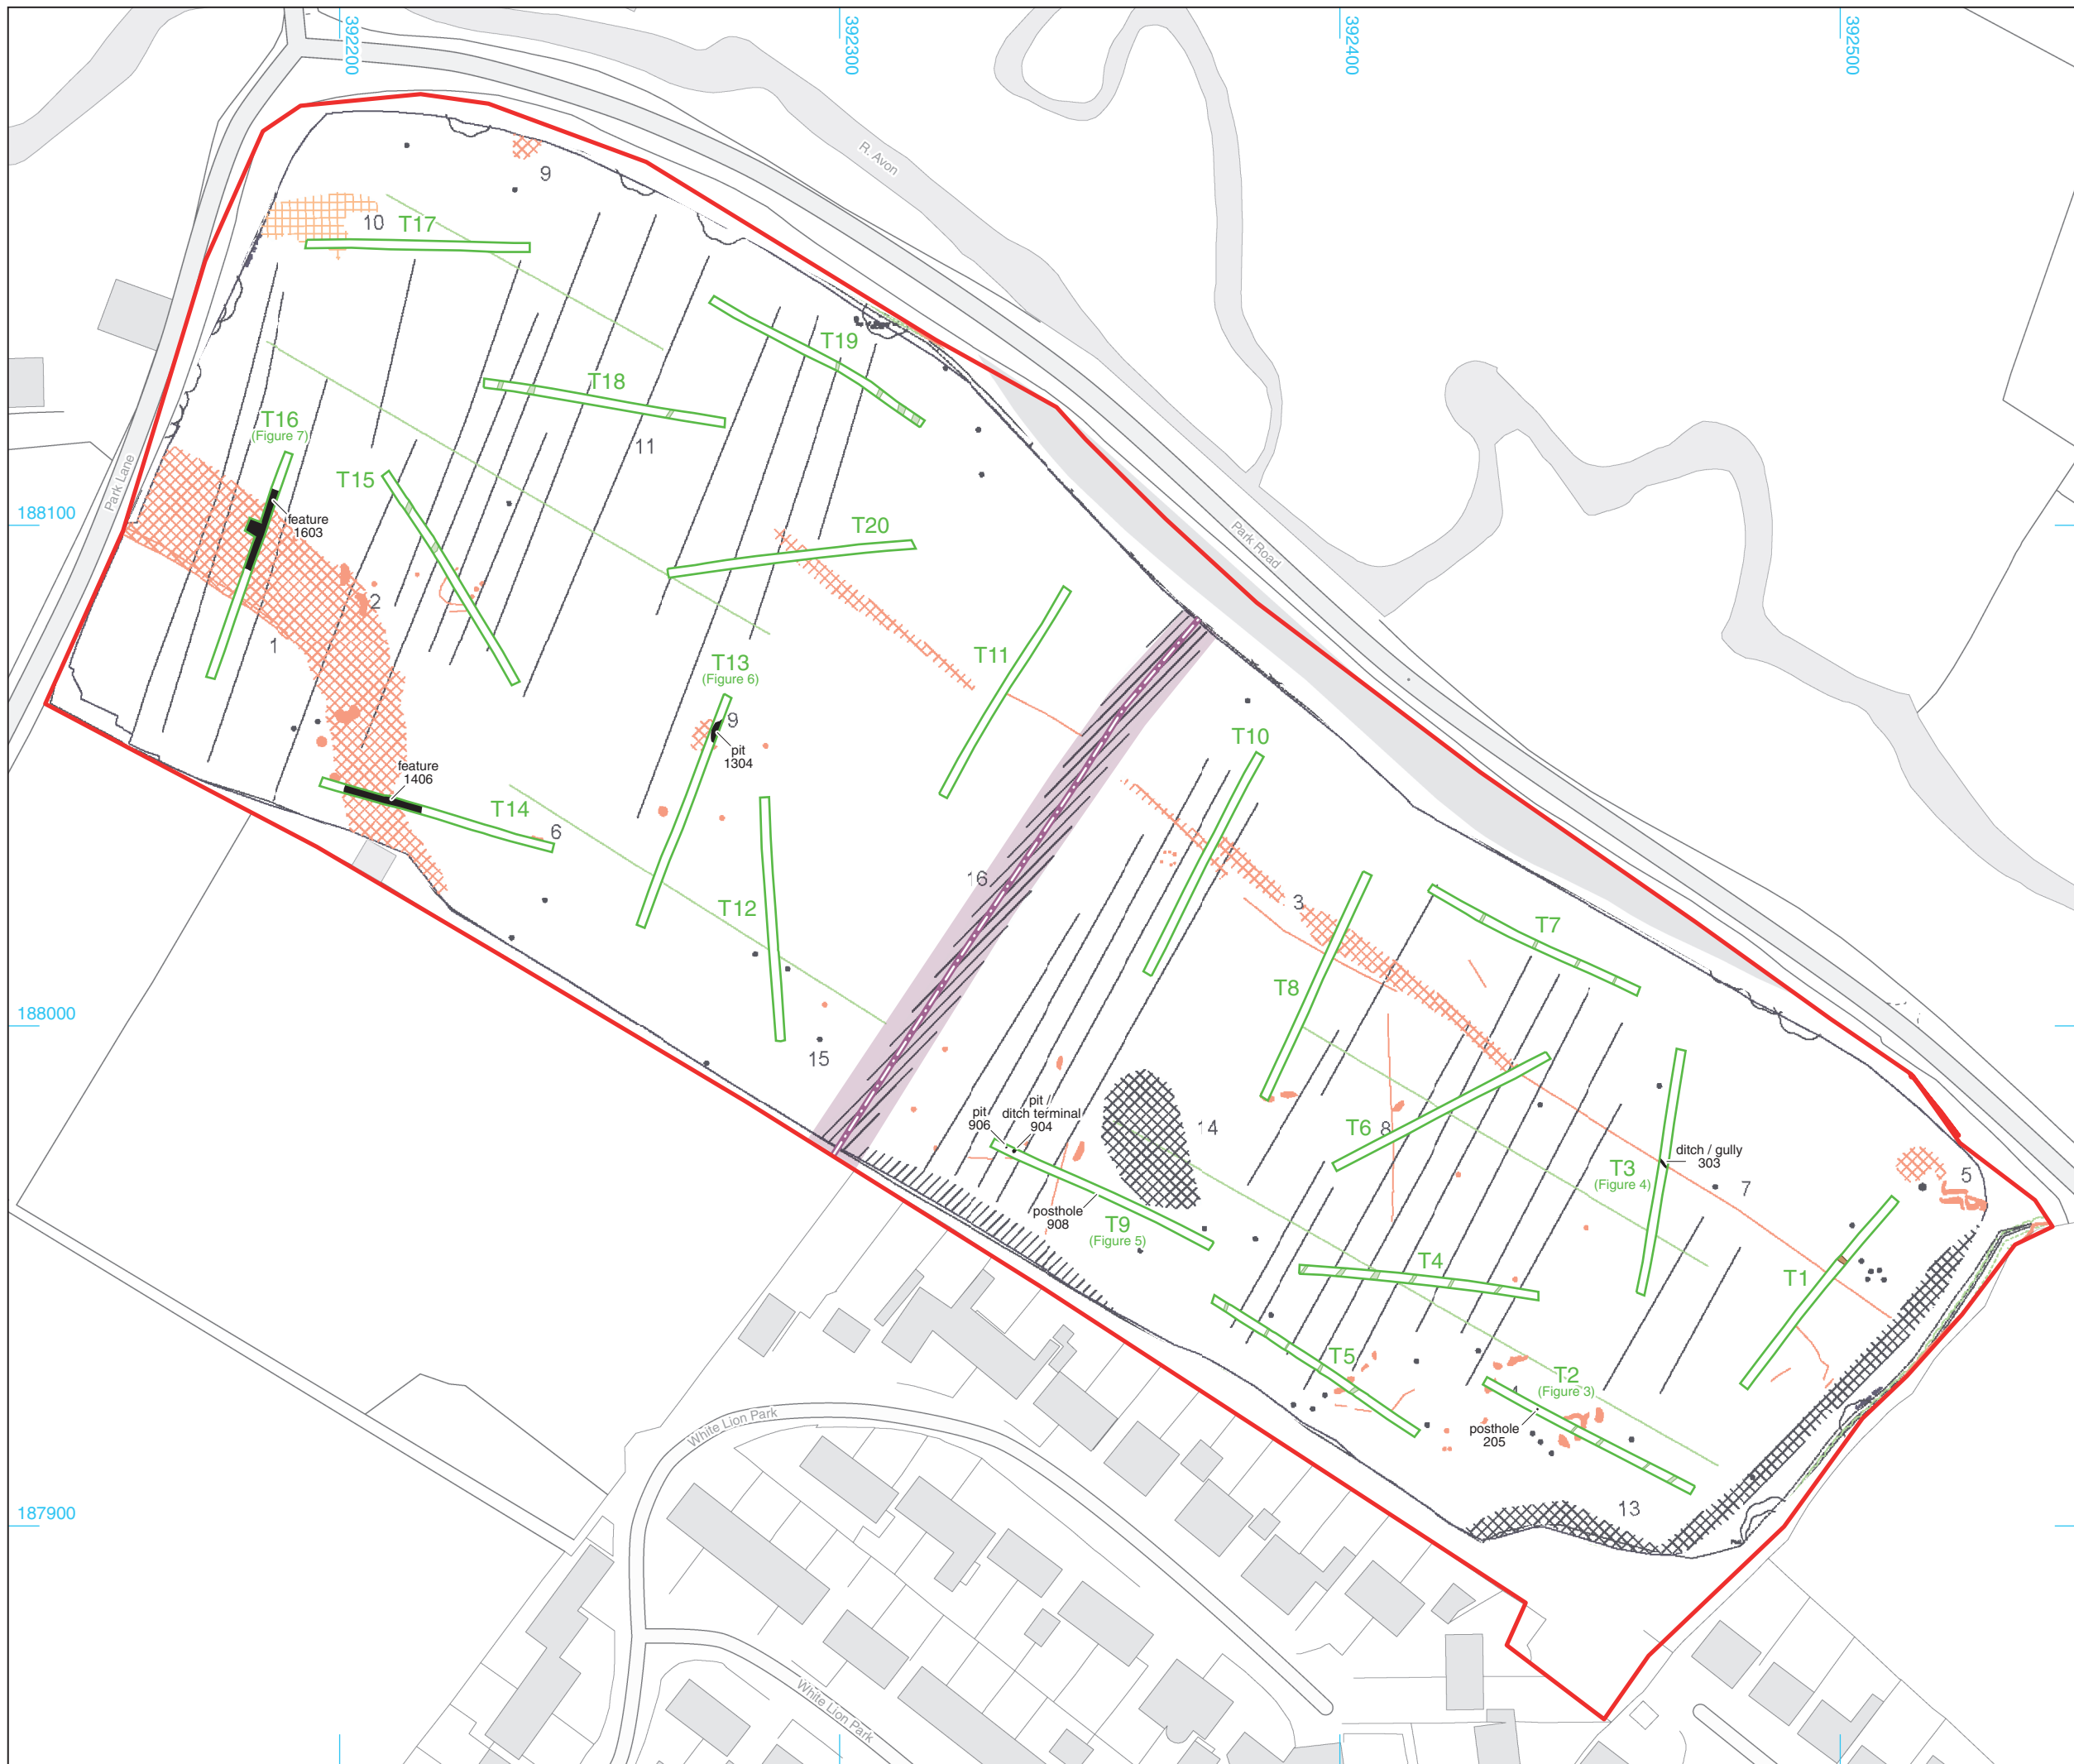 392200
392300
392400
392500
R. Avon
9
10
T17
T19
T18
T16
(Figure 7)
11
T15
Park Lane
188100
feature
1603
T20
Park Road
2
1
T11
T13
(Figure 6)
9
pit
1304
T10
feature
1406
T14
6
16
3
T12
T7
T8
188000
15
pit
906
pit /
ditch terminal
904
14
T6
8
T3
(Figure 4)
ditch / gully
303
7
5
posthole
908
T9
(Figure 5)
T4
T1
T5
T2
(Figure 3)
4
posthole
205
White Lion Park
187900
13
White Lion Park